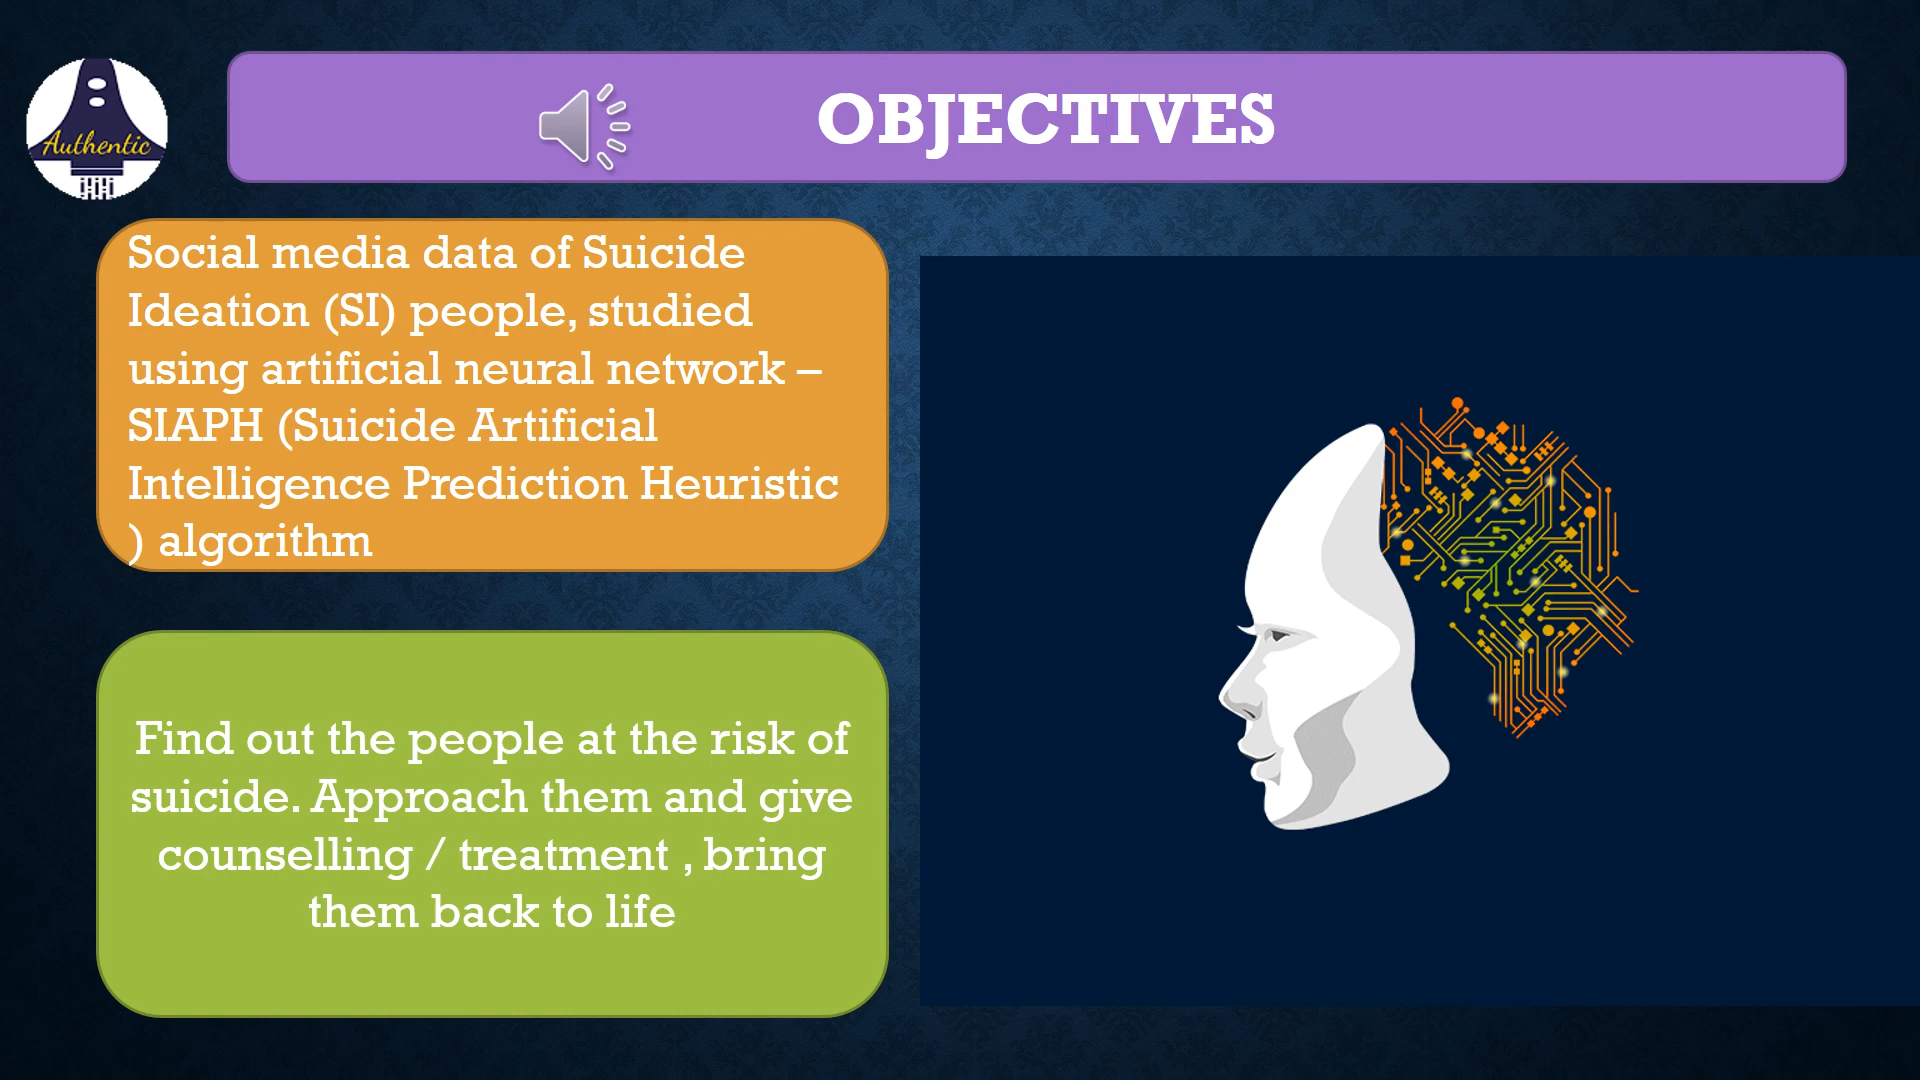 Authentic
OBJECTIVES
Social media data of Suicide
Ideation (SI) people, studied
using artificial neural network –
SIAPH (Suicide Artificial
Intelligence Prediction Heuristic
) algorithm
Find out the people at the risk of
suicide. Approach them and give
counselling / treatment , bring
them back to life